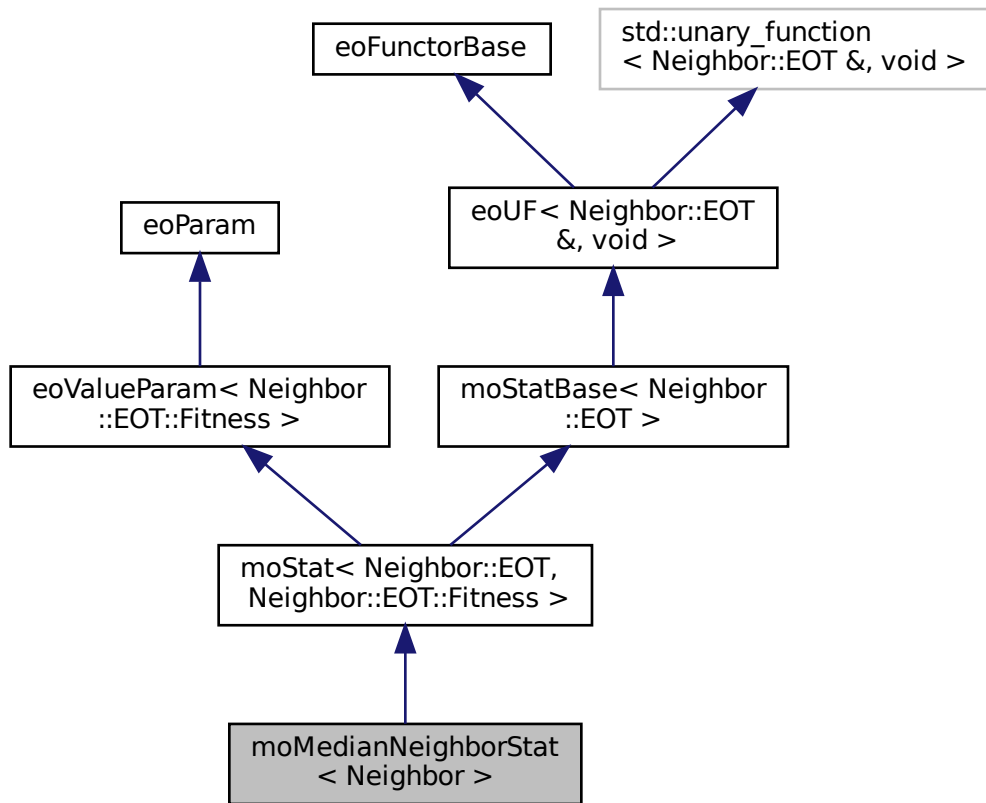 eoFunctorBase
std::unary_function
< Neighbor::EOT &, void >
eoUF< Neighbor::EOT
&, void >
eoParam
eoValueParam< Neighbor
::EOT::Fitness >
moStatBase< Neighbor
::EOT >
moStat< Neighbor::EOT,
Neighbor::EOT::Fitness >
moMedianNeighborStat
< Neighbor >